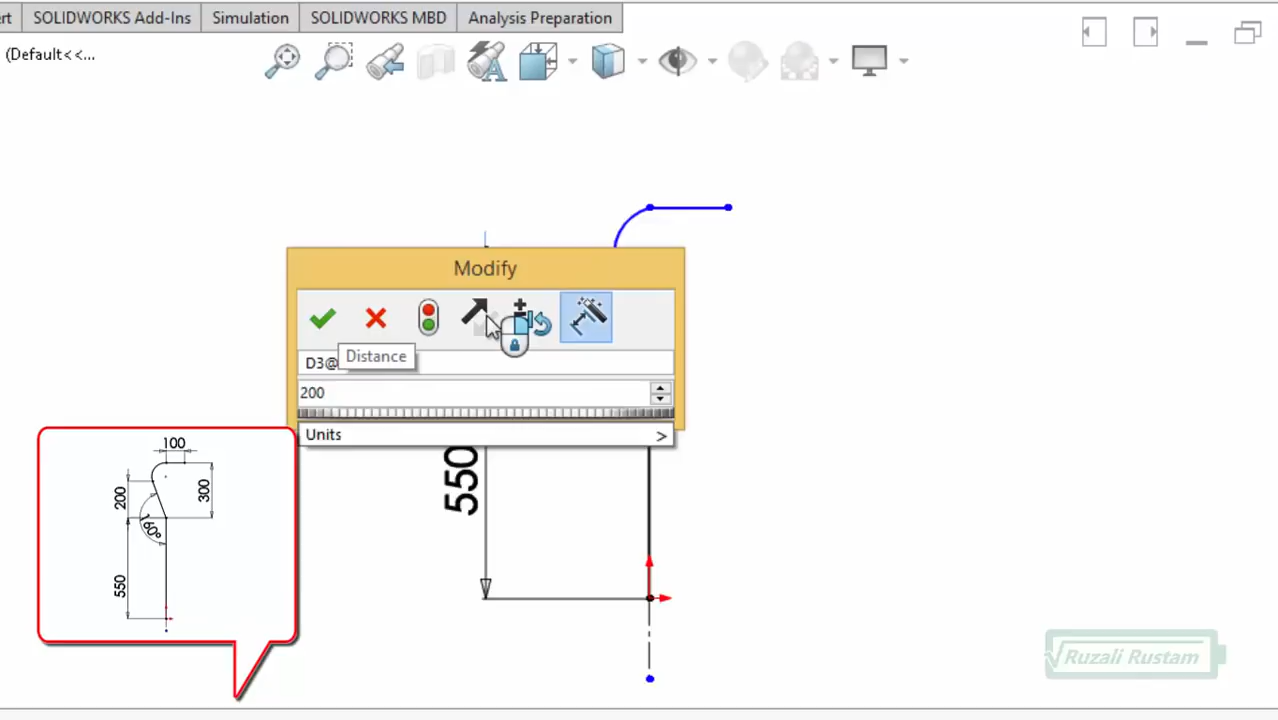 rt SOLIDWORKS Add-Ins Simulation SOLIDWORKS MBD Analysis Preparation
(Default<<...
Modify
Distance
D3@
200
Units >
550
100
200
300
160°
550
Ruzali Rustam